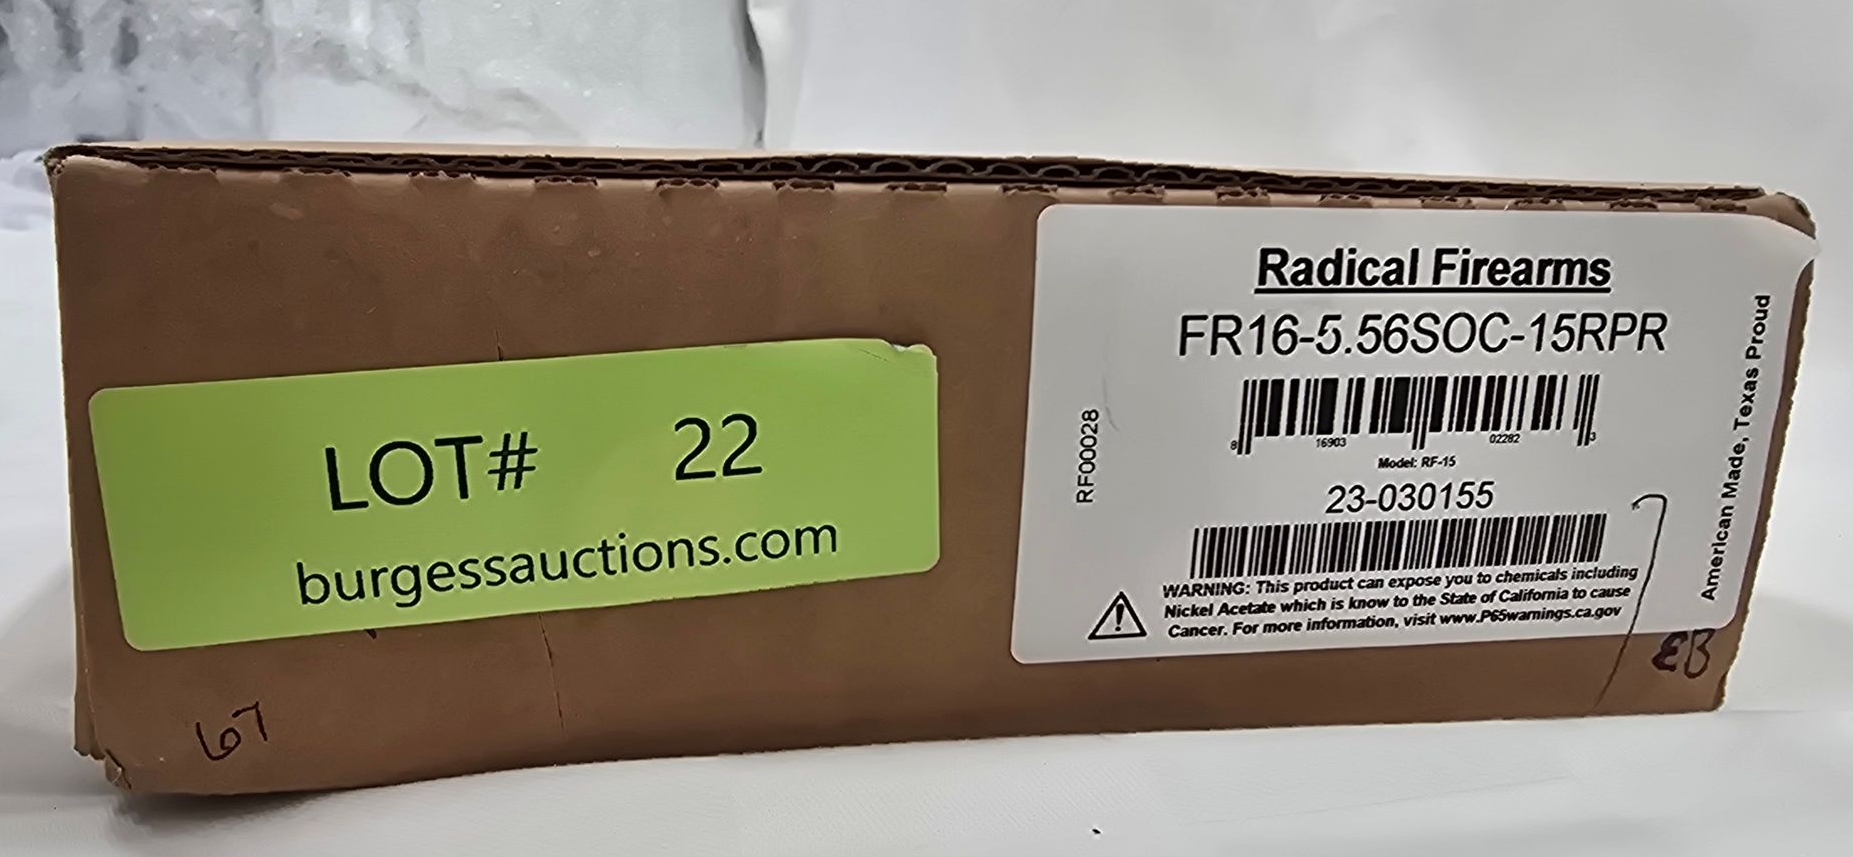 LOT# 22
burgessauctions.com
67
Radical Firearms
FR16-5.56SOC-15RPR
8 16903 02282 3
Model: RF-15
23-030155
WARNING: This product can expose you to chemicals including
Nickel Acetate which is know to the State of California to cause
Cancer. For more information, visit www.P65warnings.ca.gov
RF00028
American Made, Texas Proud
EB